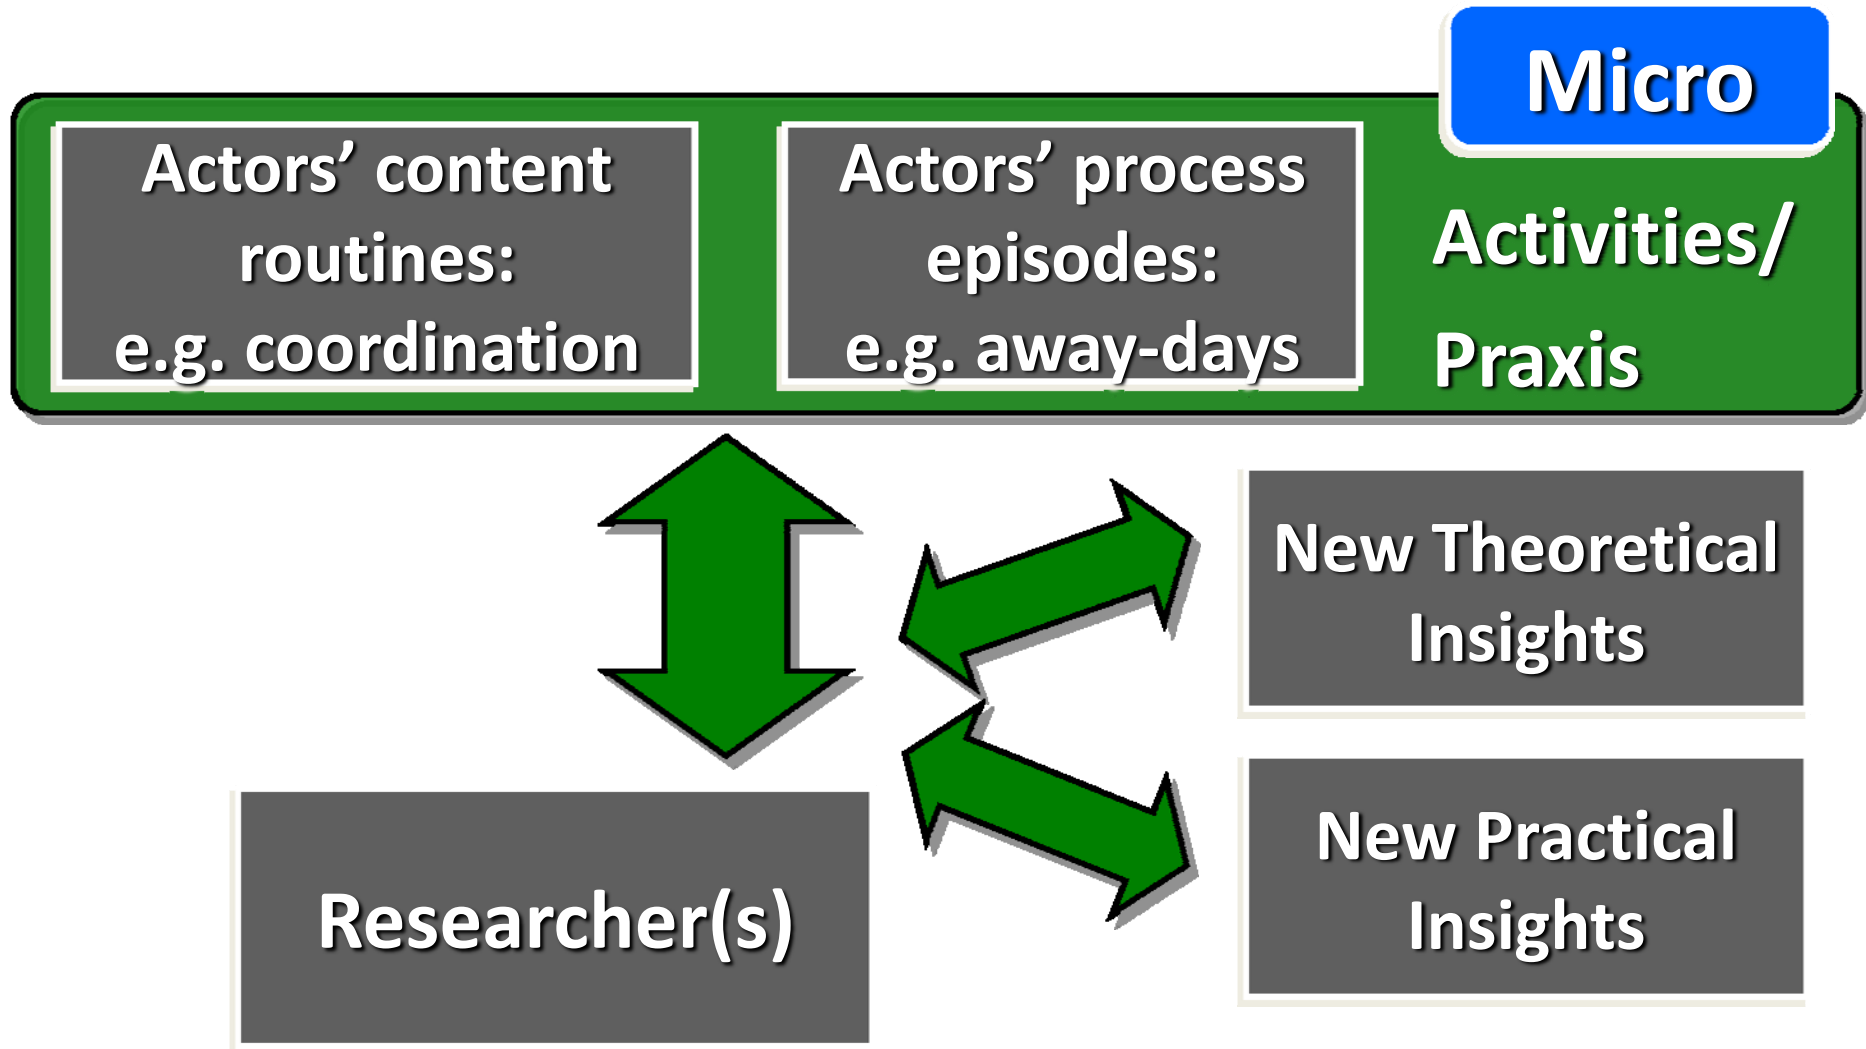 Micro
Actors’ content
routines:
e.g. coordination
Actors’ process
episodes:
e.g. away-days
Activities/
Praxis
New Theoretical
Insights
New Practical
Insights
Researcher(s)